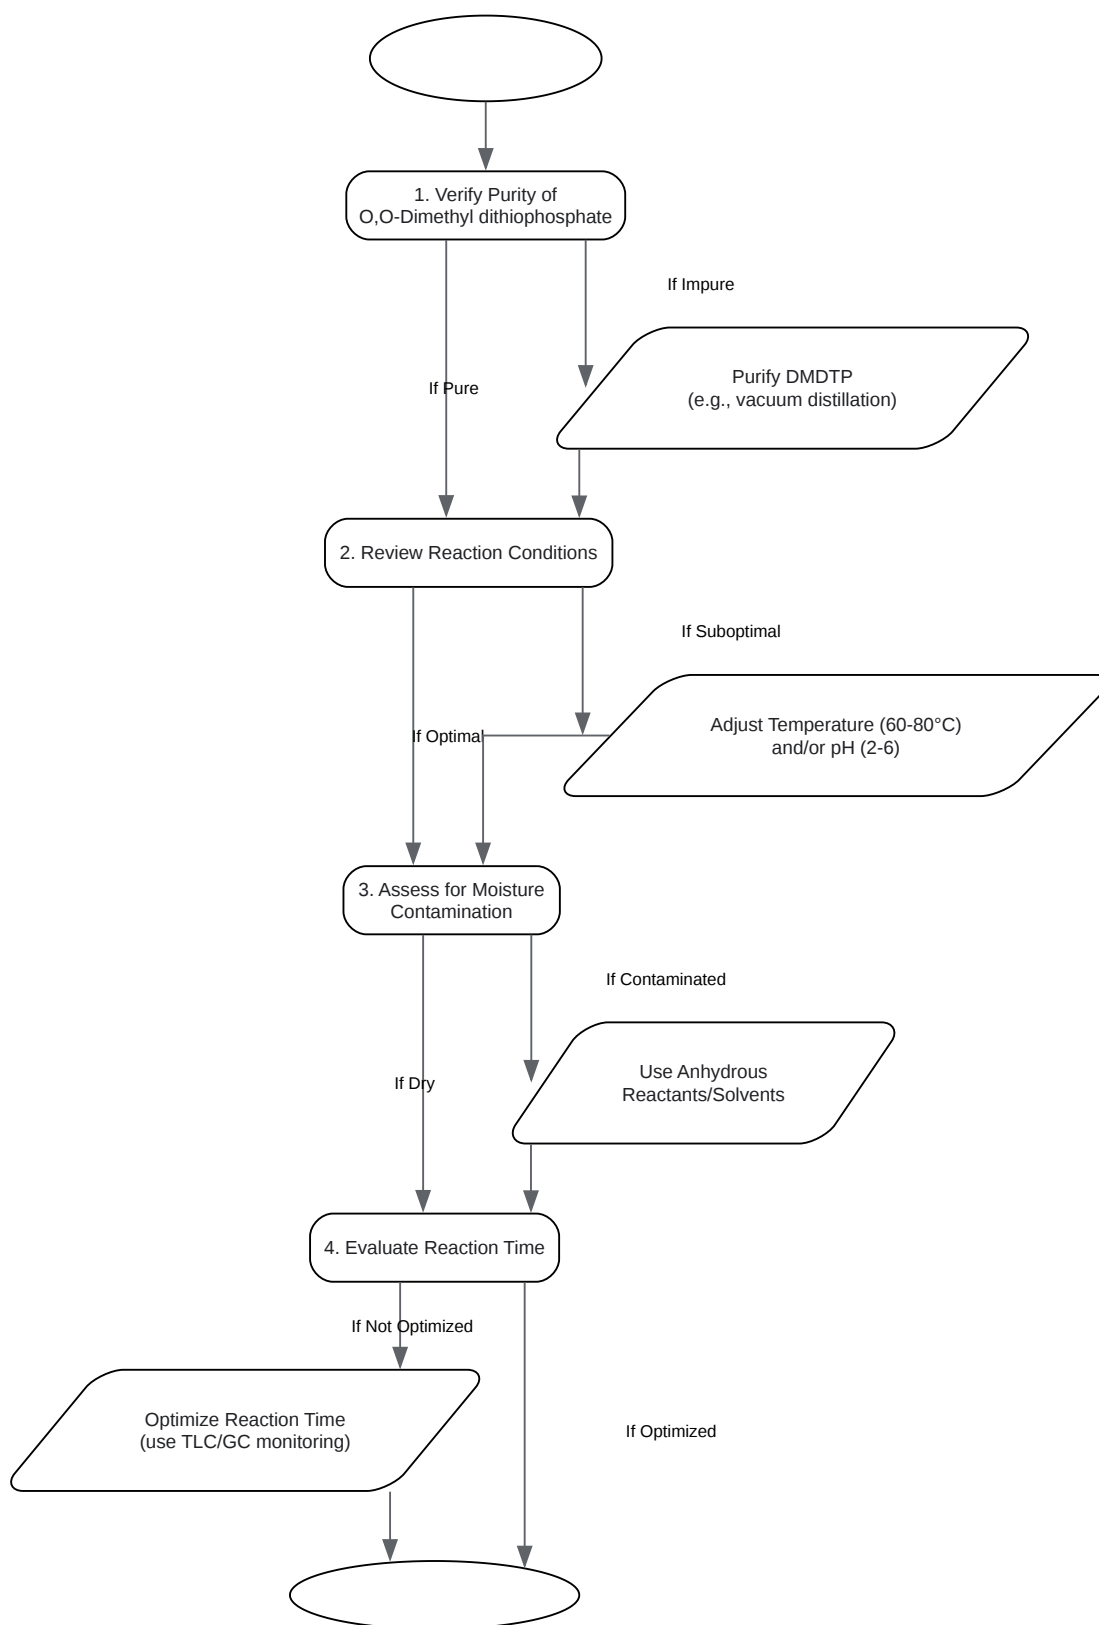 1. Verify Purity of
O,O-Dimethyl dithiophosphate
If Impure
Purify DMDTP
(e.g., vacuum distillation)
If Pure
2. Review Reaction Conditions
If Suboptimal
Adjust Temperature (60-80°C)
and/or pH (2-6)
If Optimal
3. Assess for Moisture
Contamination
If Contaminated
Use Anhydrous
Reactants/Solvents
If Dry
4. Evaluate Reaction Time
If Not Optimized
Optimize Reaction Time
(use TLC/GC monitoring)
If Optimized